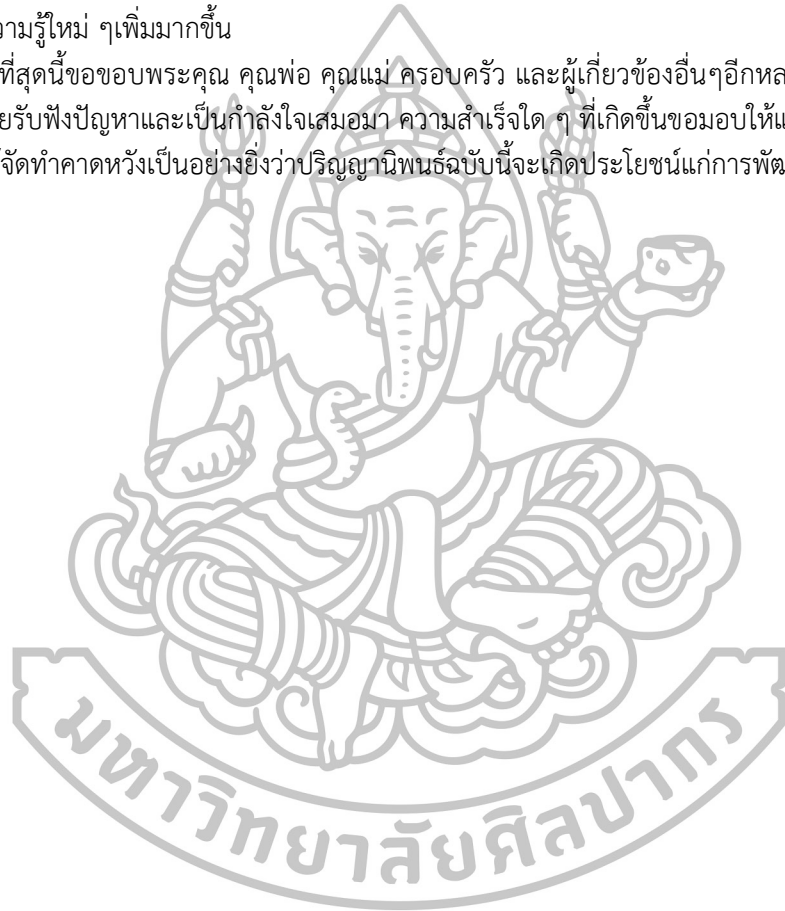 วามรู้ใหม่ ๆเพิ่มมากขึ้น
ที่สุดนี้ขอขอบพระคุณ คุณพ่อ คุณแม่ ครอบครัว และผู้เกี่ยวข้องอื่นๆอีกหล
ยรับฟังปัญหาและเป็นกำลังใจเสมอมา ความสำเร็จใด ๆ ที่เกิดขึ้นขอมอบให้แ
จัดทำคาดหวังเป็นอย่างยิ่งว่าปริญญานิพนธ์ฉบับนี้จะเกิดประโยชน์แก่การพัฒ
มหาวิทยาลัยศิลปากร